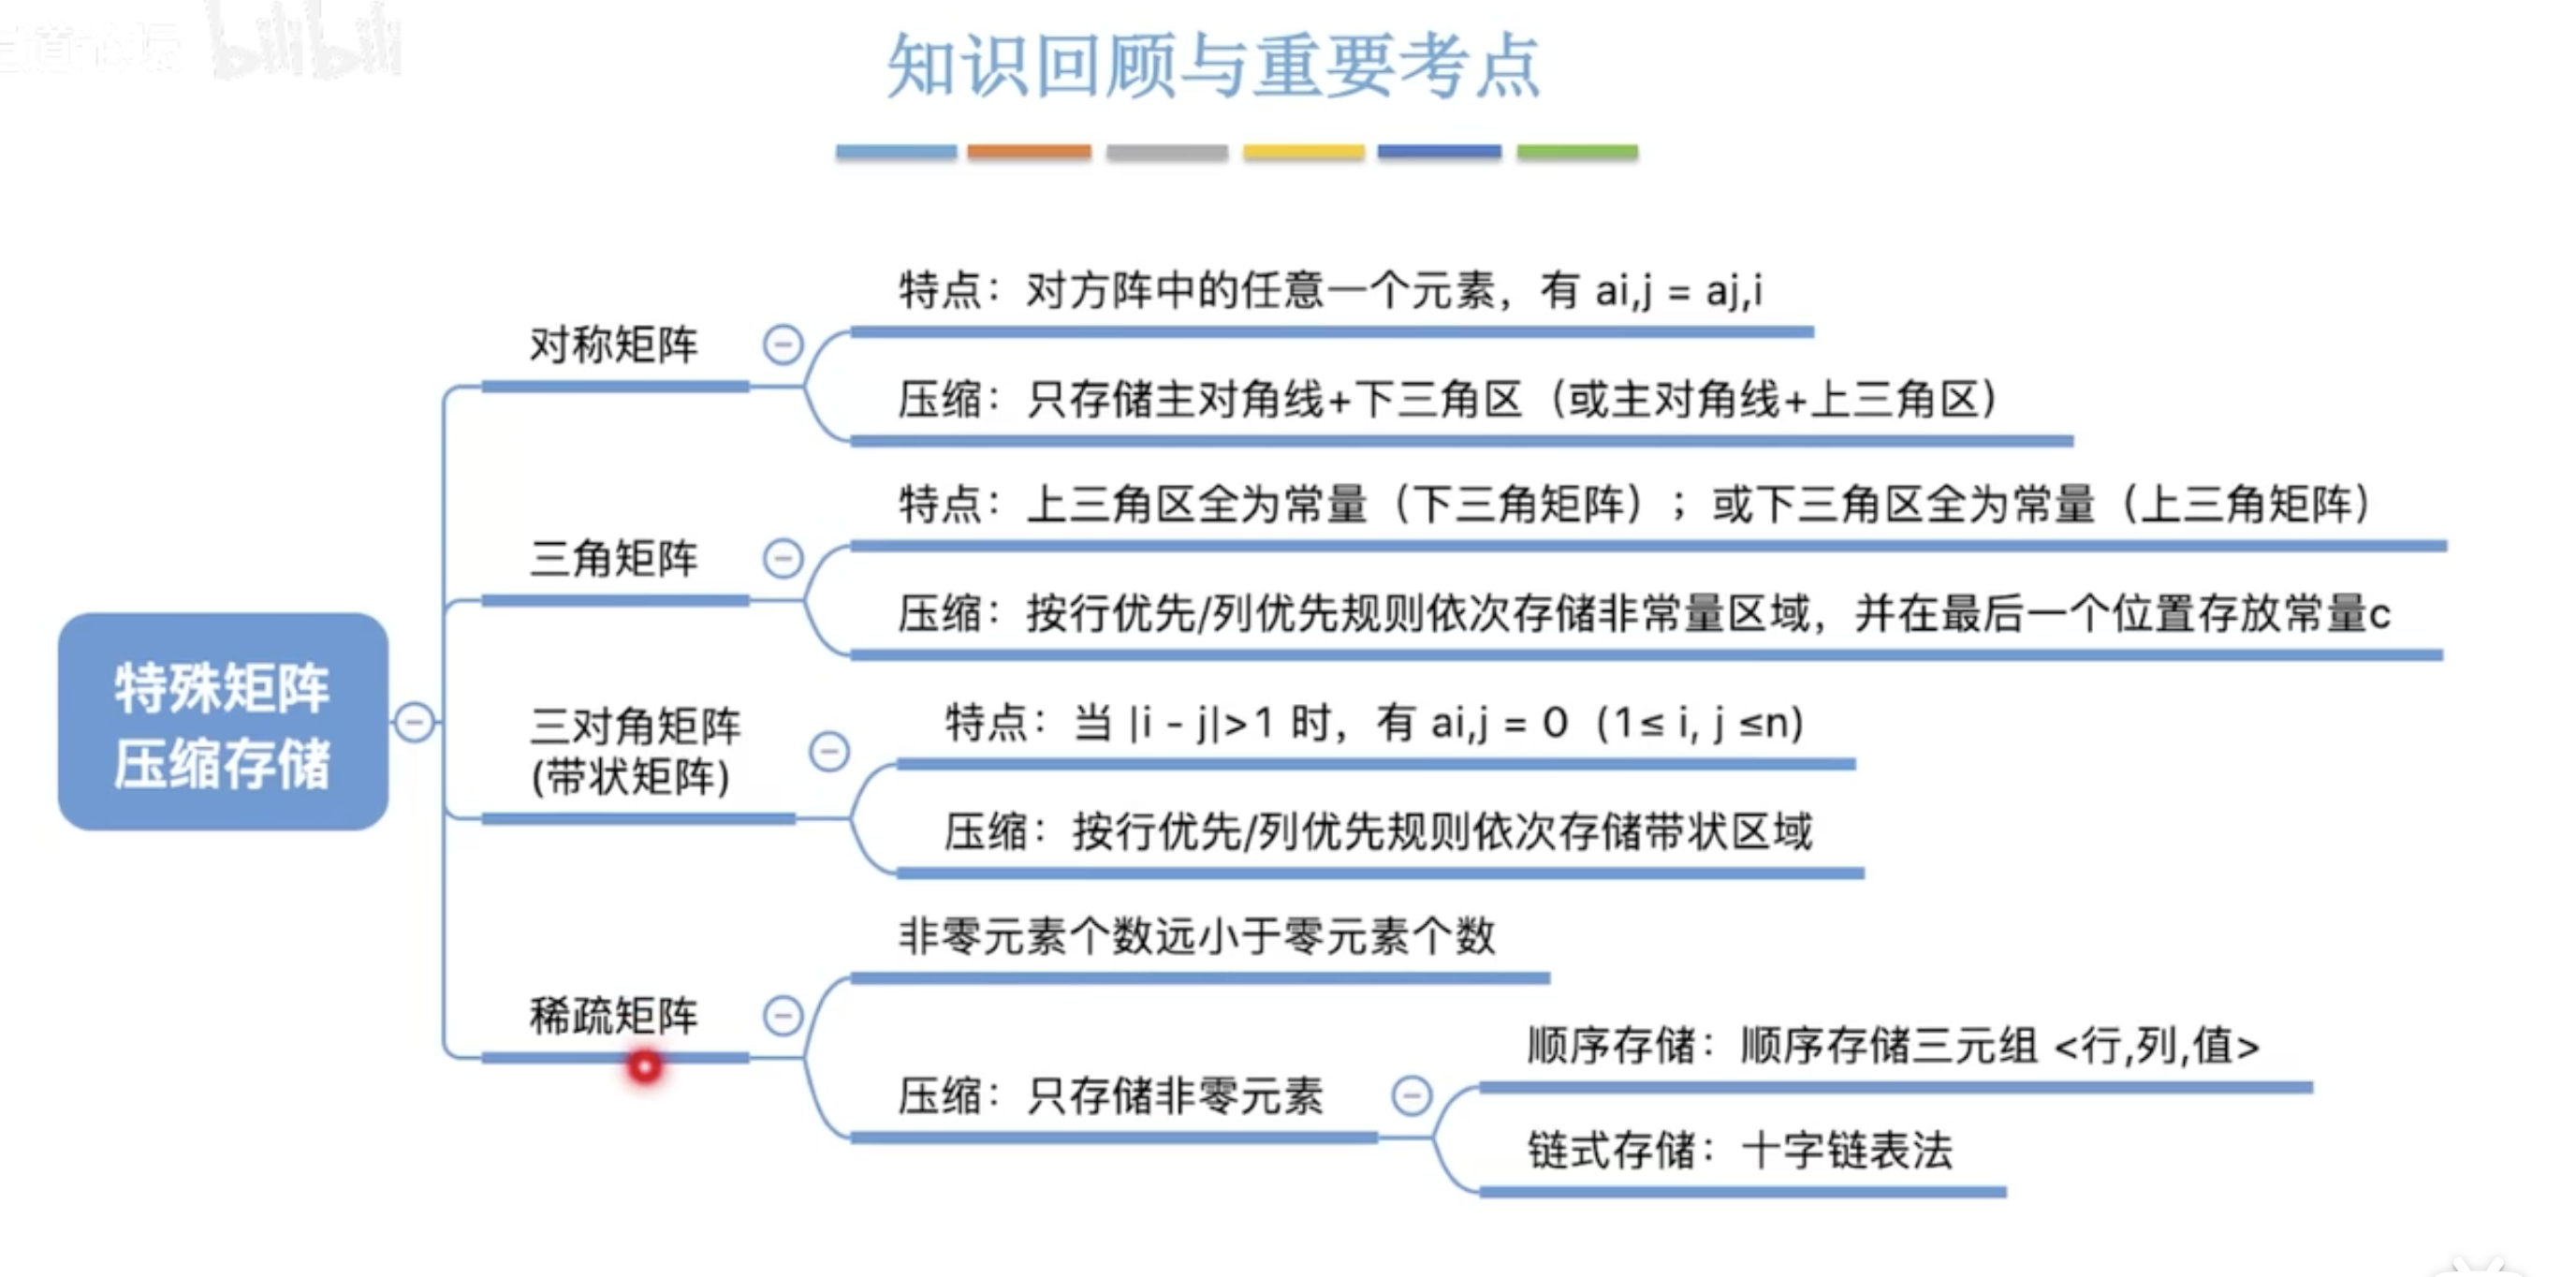 bilibili
知识回顾与重要考点
对称矩阵
特点：对方阵中的任意一个元素，有 ai,j = aj,i
压缩：只存储主对角线+下三角区（或主对角线+上三角区）
三角矩阵
特点：上三角区全为常量（下三角矩阵）；或下三角区全为常量（上三角矩阵）
压缩：按行优先/列优先规则依次存储非常量区域，并在最后一个位置存放常量c
特殊矩阵
压缩存储
三对角矩阵
(带状矩阵)
特点：当 |i - j|>1 时，有 ai,j = 0（1≤ i, j ≤n)
压缩：按行优先/列优先规则依次存储带状区域
稀疏矩阵
非零元素个数远小于零元素个数
压缩：只存储非零元素
顺序存储：顺序存储三元组 <行,列,值>
链式存储：十字链表法